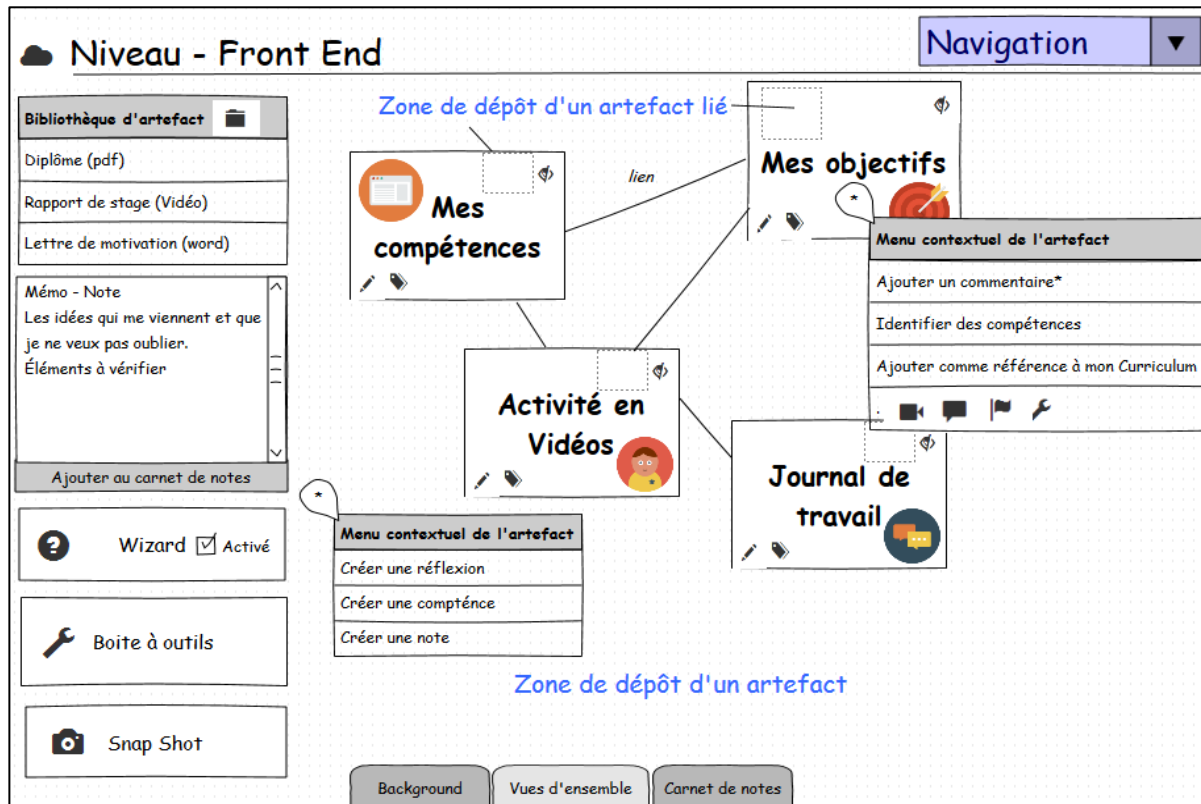 Niveau - Front End
Navigation
Bibliothèque d'artefact
Diplôme (pdf)
Rapport de stage (Vidéo)
Lettre de motivation (word)
Mémo - Note
Les idées qui me viennent et que
je ne veux pas oublier.
Éléments à vérifier
Ajouter au carnet de notes
Wizard
Activé
Boite à outils
Snap Shot
Zone de dépôt d'un artefact lié
Mes
compétences
lien
Mes objectifs
*
Menu contextuel de l'artefact
Ajouter un commentaire*
Identifier des compétences
Ajouter comme référence à mon Curriculum
Activité en
Vidéos
Journal de
travail
*
Menu contextuel de l'artefact
Créer une réflexion
Créer une compténce
Créer une note
Zone de dépôt d'un artefact
Background
Vues d'ensemble
Carnet de notes